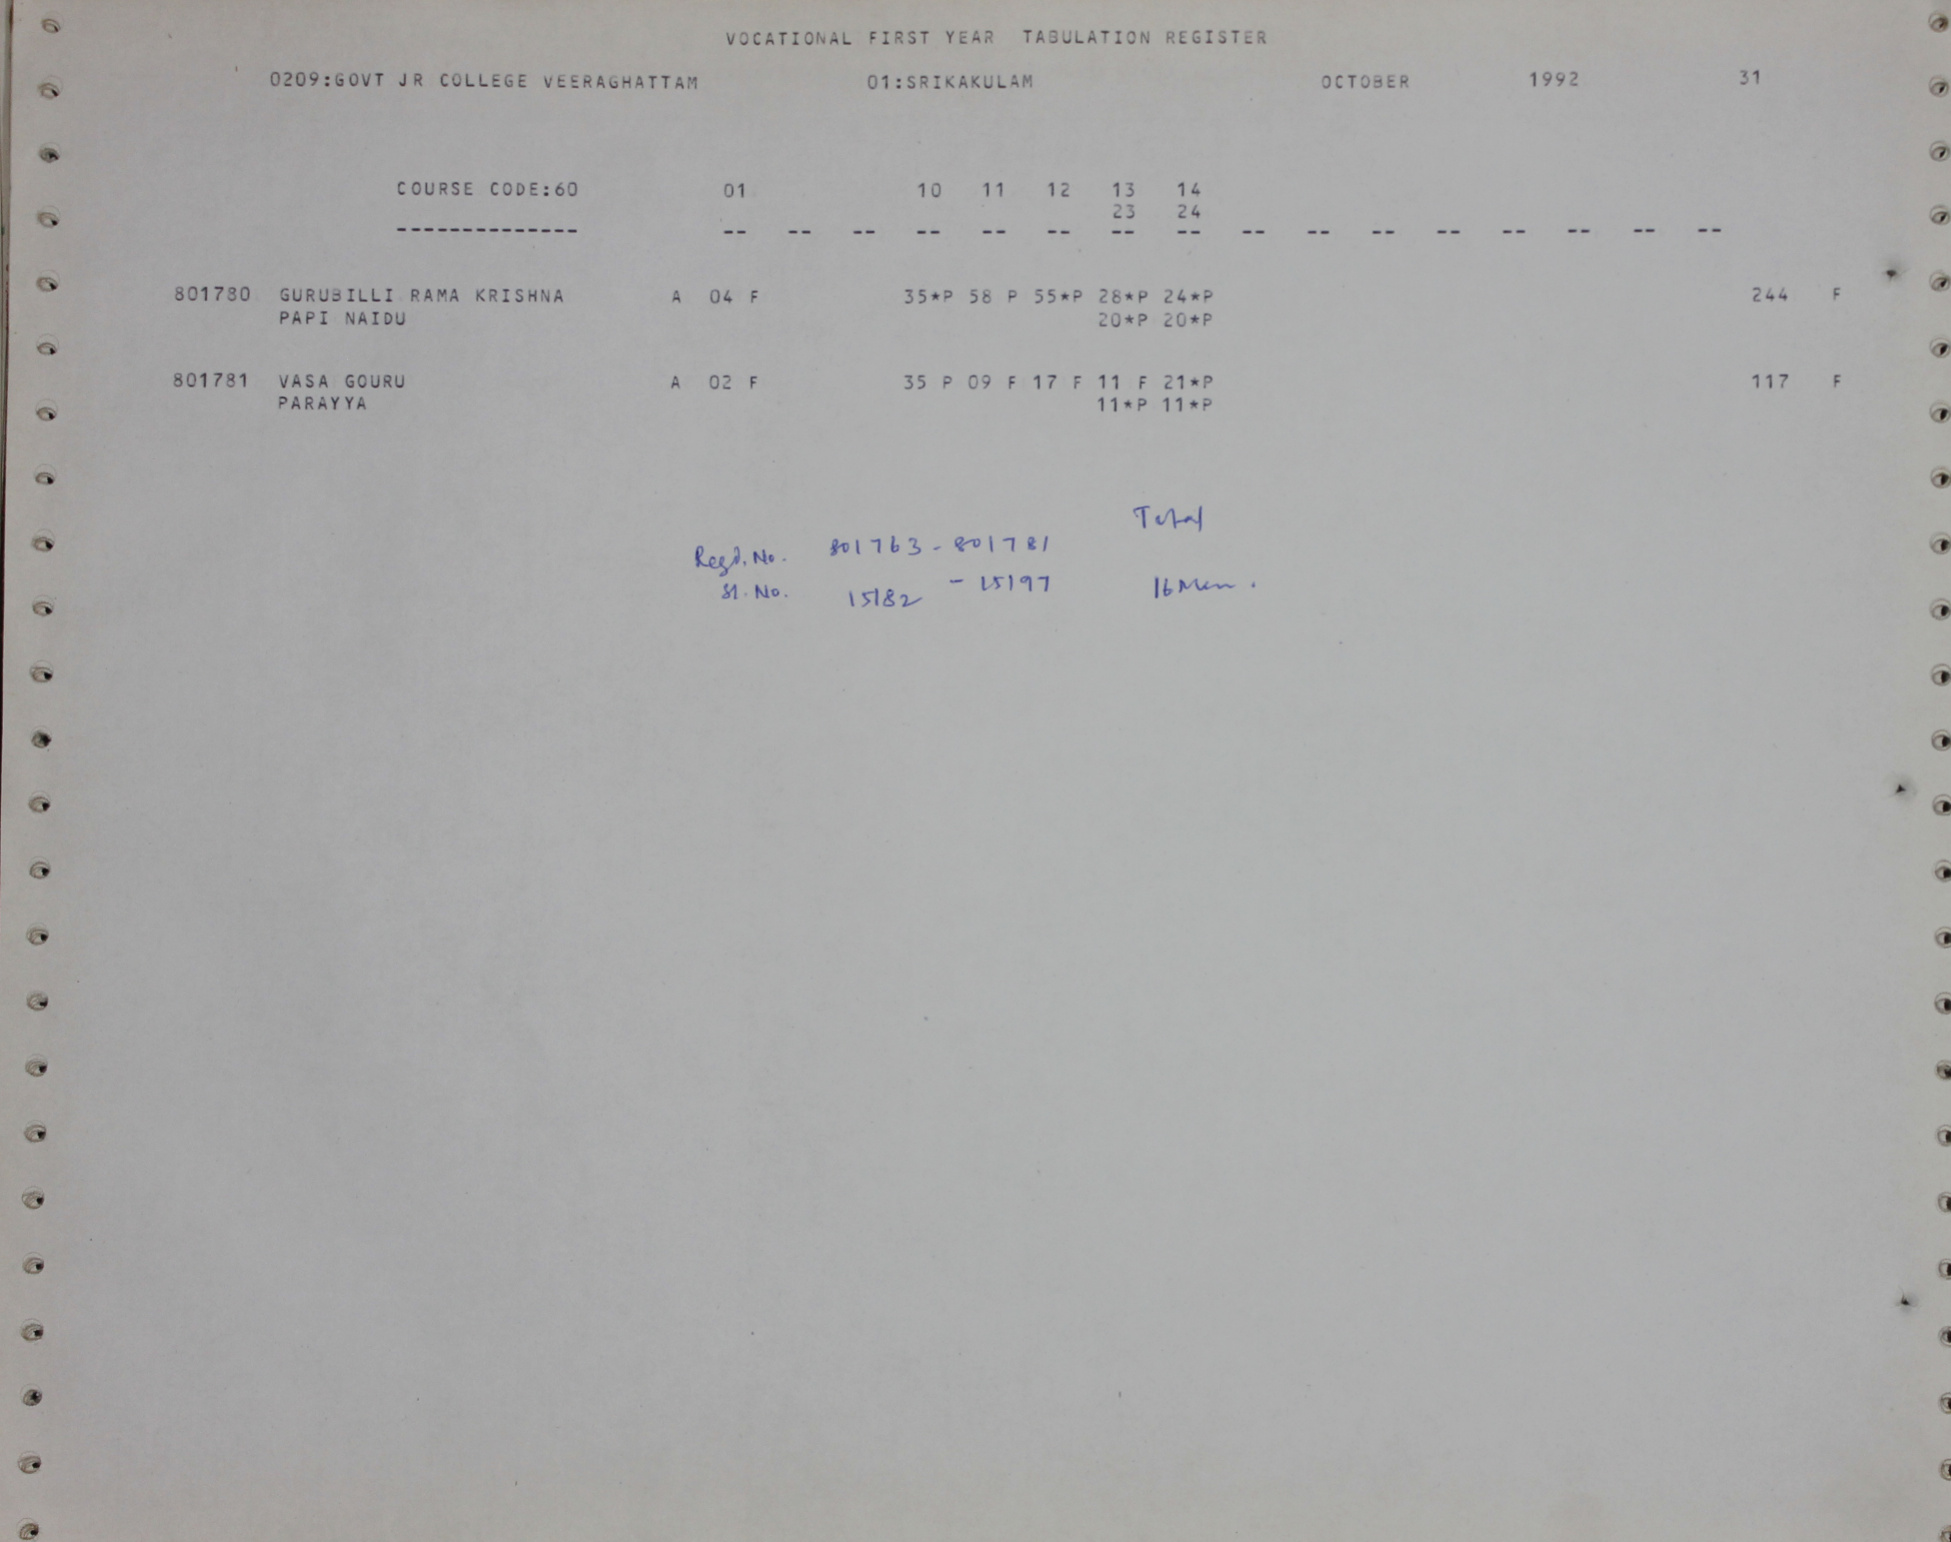 VOCATIONAL FIRST YEAR TABULATION REGISTER
0209:GOVT JR COLLEGE VEERAGHATTAM 01:SRIKAKULAM OCTOBER 1992 31
COURSE CODE:60 01 10 11 12 13 14
23 24
-------------- -- -- -- -- -- -- -- -- -- -- -- -- -- -- -- --
801780 GURUBILLI RAMA KRISHNA A 04 F 35*P 58 P 55*P 28*P 24*P 244 F
PAPI NAIDU 20*P 20*P
801781 VASA GOURU A 02 F 35 P 09 F 17 F 11 F 21*P 117 F
PARAYYA 11*P 11*P
Total
Regd. No. 801763 - 801781
Sl. No. 15182 - 15197 16